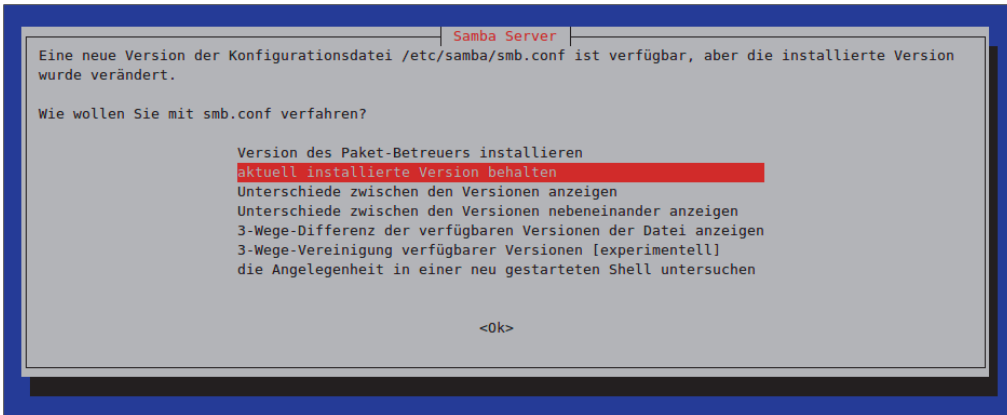 Samba Server
Eine neue Version der Konfigurationsdatei /etc/samba/smb.conf ist verfügbar, aber die installierte Version
wurde verändert.
Wie wollen Sie mit smb.conf verfahren?
Version des Paket-Betreuers installieren
aktuell installierte Version behalten
Unterschiede zwischen den Versionen anzeigen
Unterschiede zwischen den Versionen nebeneinander anzeigen
3-Wege-Differenz der verfügbaren Versionen der Datei anzeigen
3-Wege-Vereinigung verfügbarer Versionen [experimentell]
die Angelegenheit in einer neu gestarteten Shell untersuchen
<Ok>